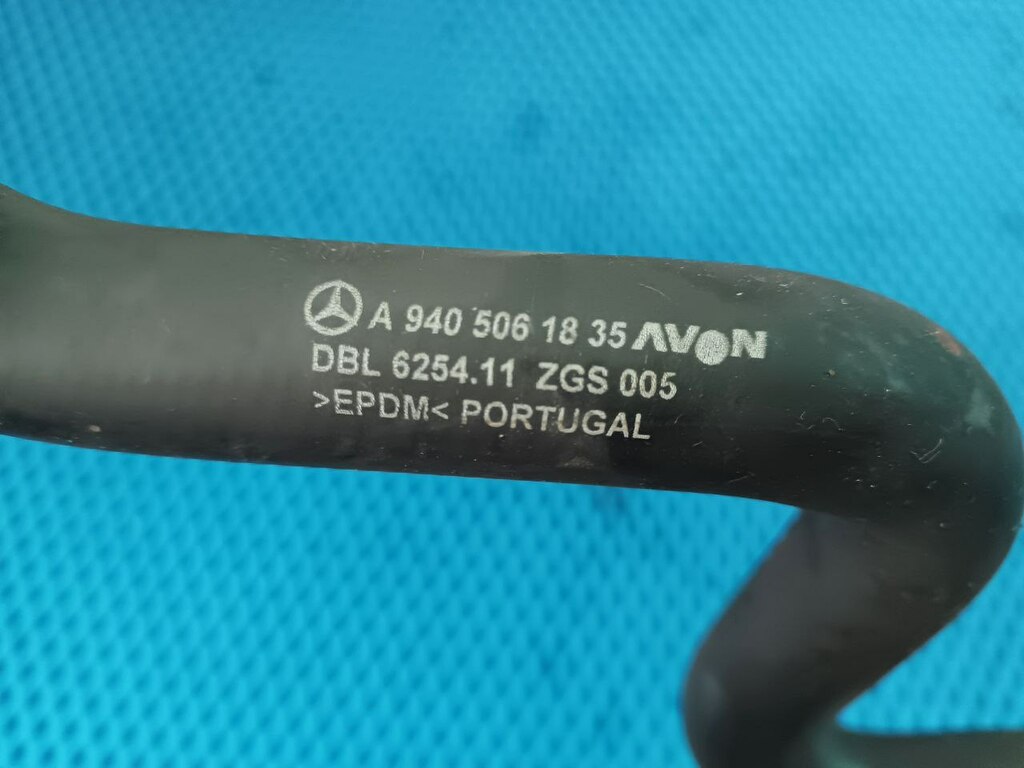 A 940 506 18 35 AVON
DBL 6254.11 ZGS 005
>EPDM< PORTUGAL